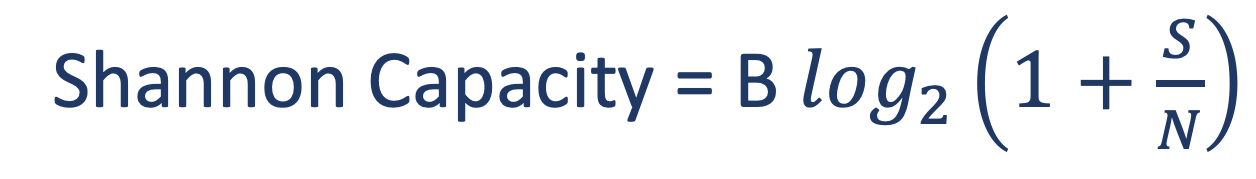 Shannon Capacity = B log₂ (1 + S/N)